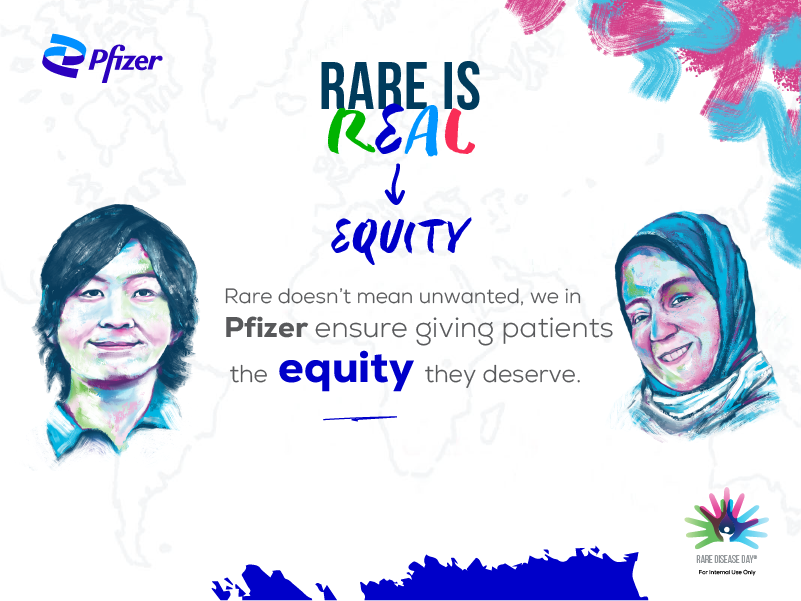 Pfizer
RARE IS
REAL
EQUITY
Rare doesn't mean unwanted, we in
Pfizer ensure giving patients
the equity they deserve.
RARE DISEASE DAY®
For Internal Use Only